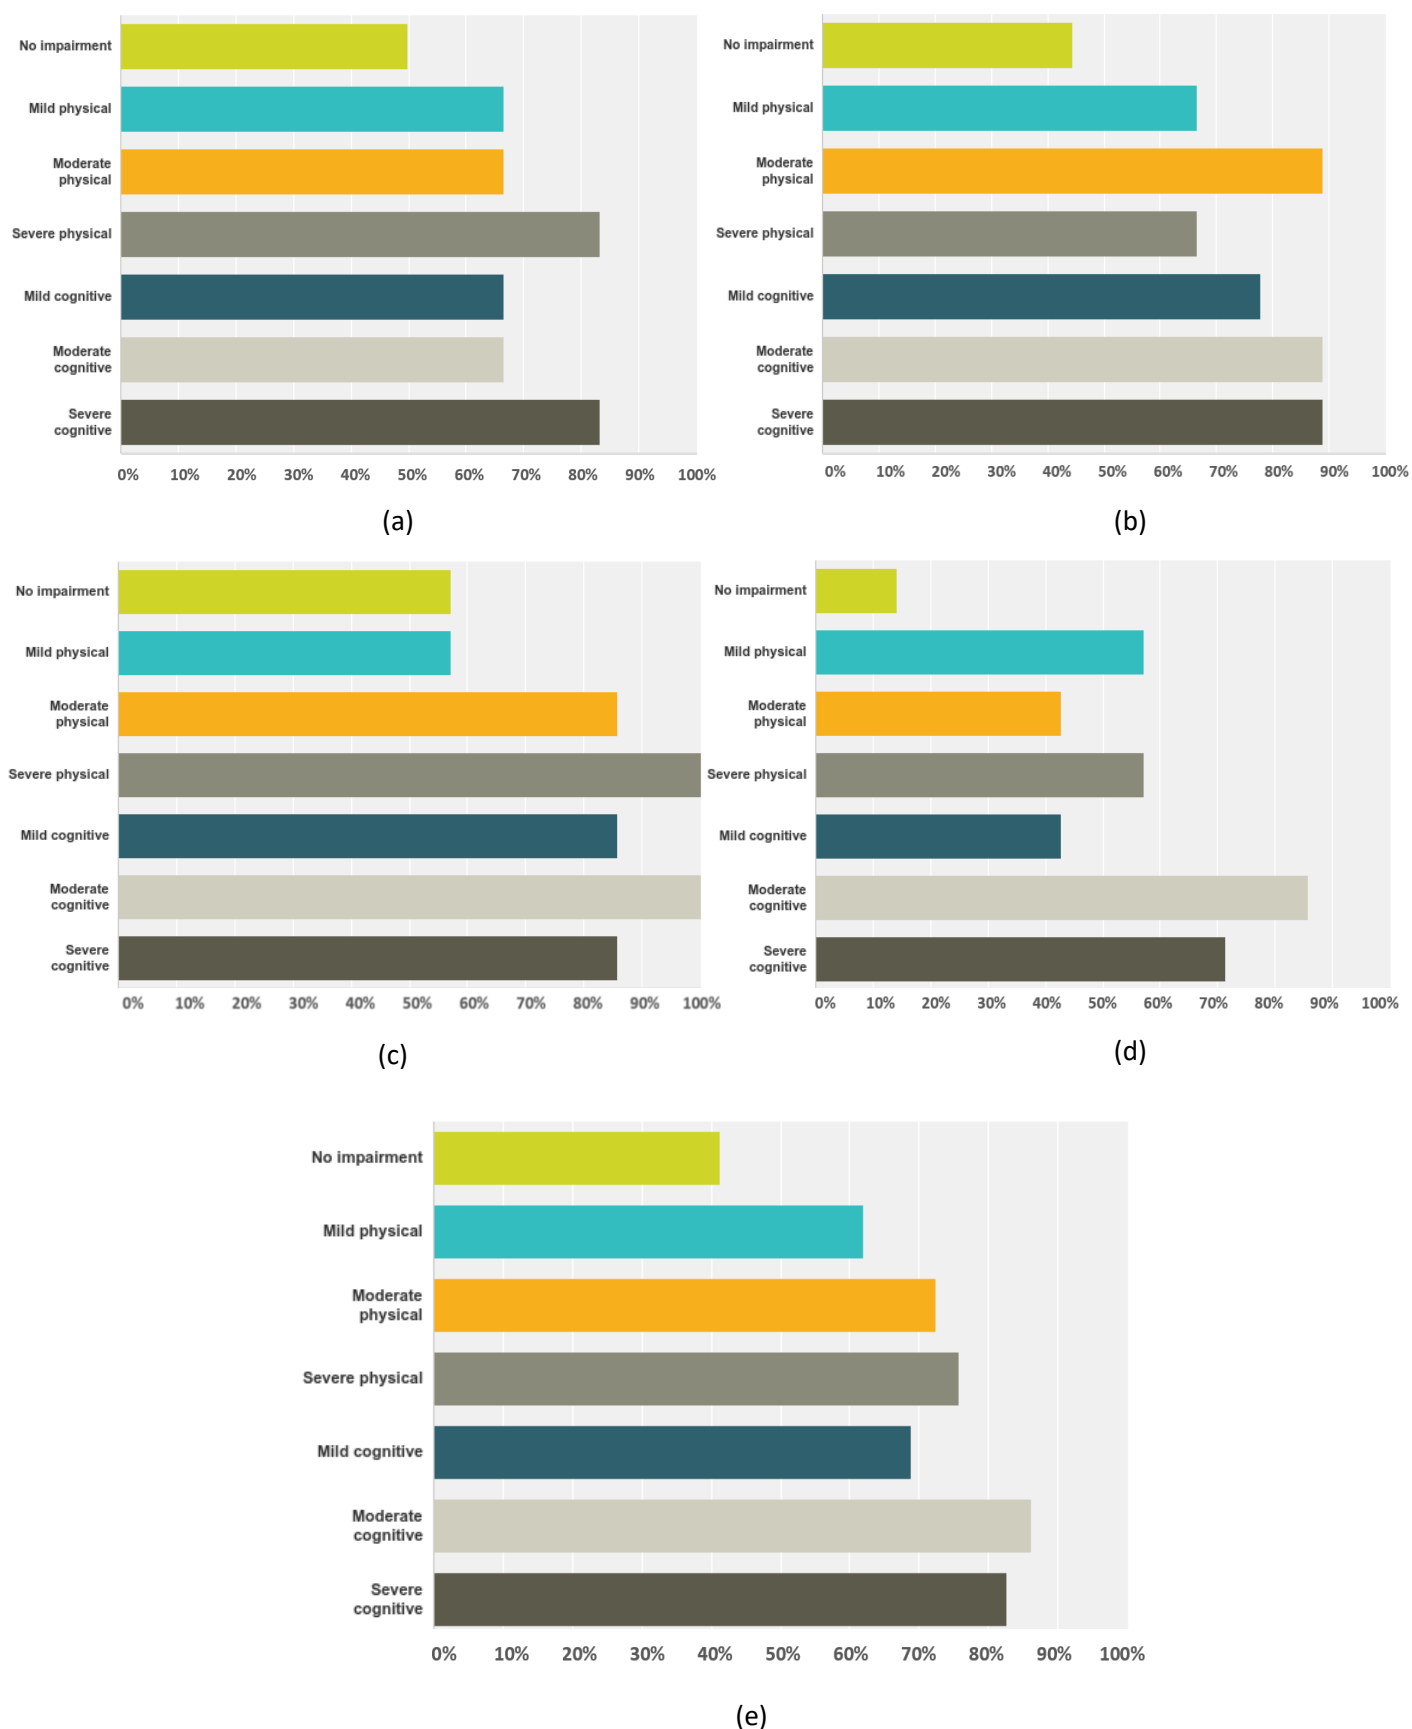 No impairment
Mild physical
Moderate
physical
Severe physical
Mild cognitive
Moderate
cognitive
Severe
cognitive
0% 10% 20% 30% 40% 50% 60% 70% 80% 90% 100%
(a)
No impairment
Mild physical
Moderate
physical
Severe physical
Mild cognitive
Moderate
cognitive
Severe
cognitive
0% 10% 20% 30% 40% 50% 60% 70% 80% 90% 100%
(b)
No impairment
Mild physical
Moderate
physical
Severe physical
Mild cognitive
Moderate
cognitive
Severe
cognitive
0% 10% 20% 30% 40% 50% 60% 70% 80% 90% 100%
(c)
No impairment
Mild physical
Moderate
physical
Severe physical
Mild cognitive
Moderate
cognitive
Severe
cognitive
0% 10% 20% 30% 40% 50% 60% 70% 80% 90% 100%
(d)
No impairment
Mild physical
Moderate
physical
Severe physical
Mild cognitive
Moderate
cognitive
Severe
cognitive
0% 10% 20% 30% 40% 50% 60% 70% 80% 90% 100%
(e)